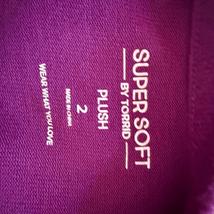 SUPER SOFT
— BY TORRID —
PLUSH
2
MADE IN CHINA
WEAR WHAT YOU LOVE